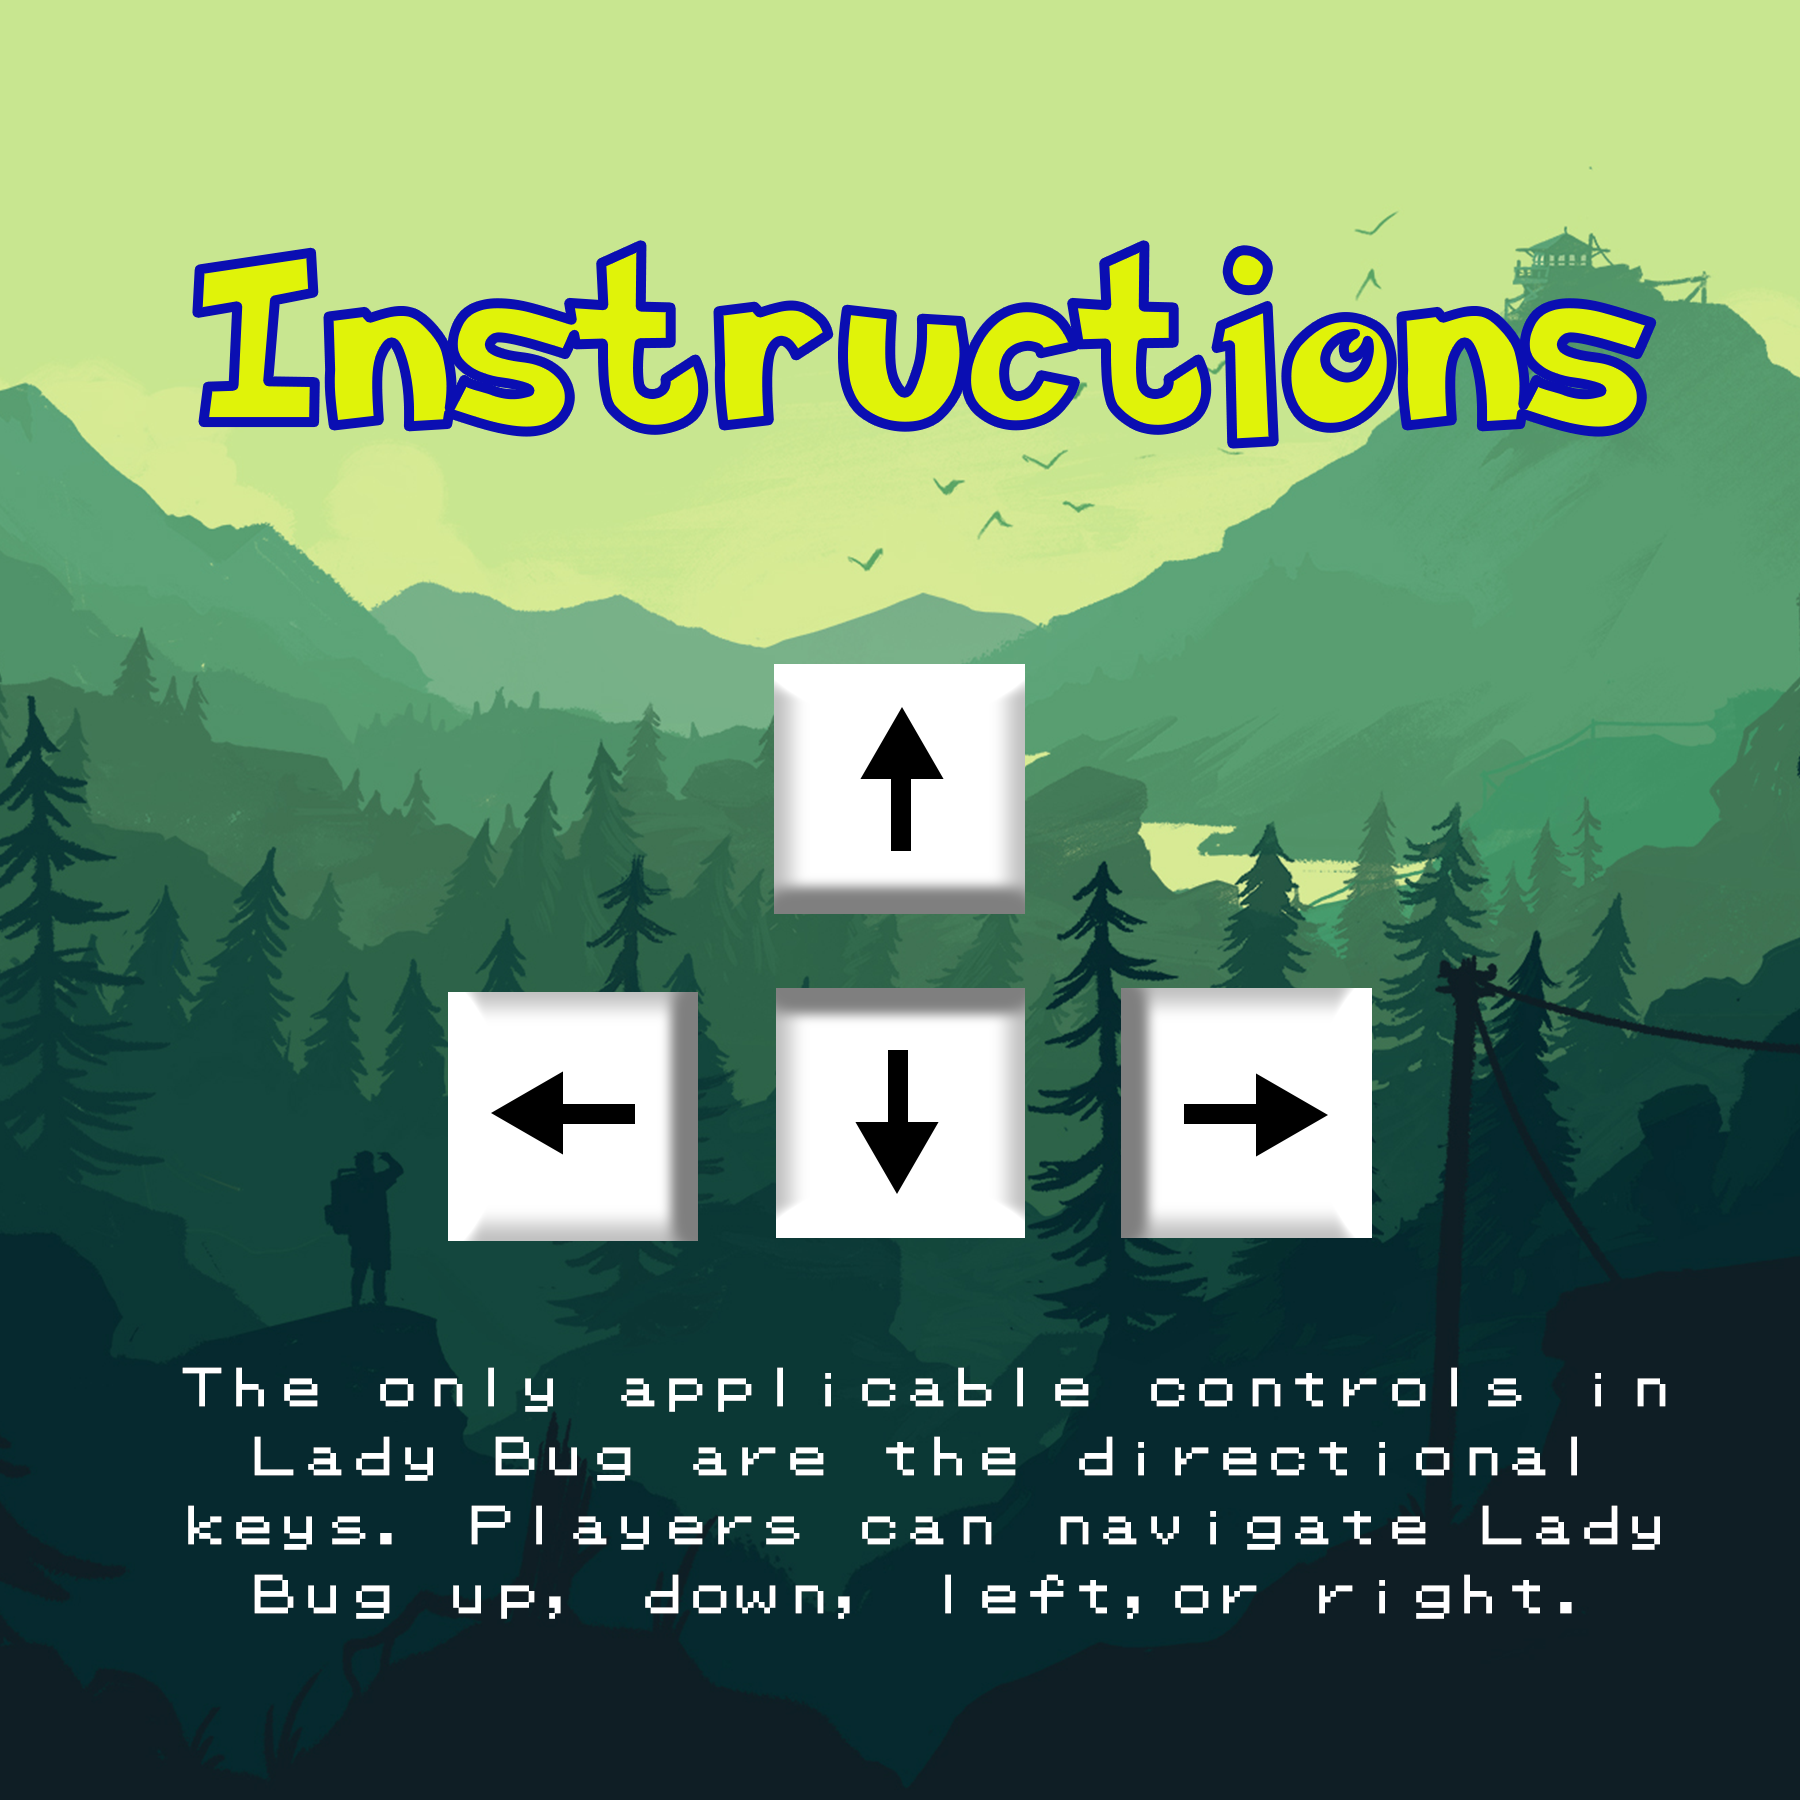 Instructions
The only applicable controls in
Lady Bug are the directional
keys. Players can navigate Lady
Bug up, down, left,or right.